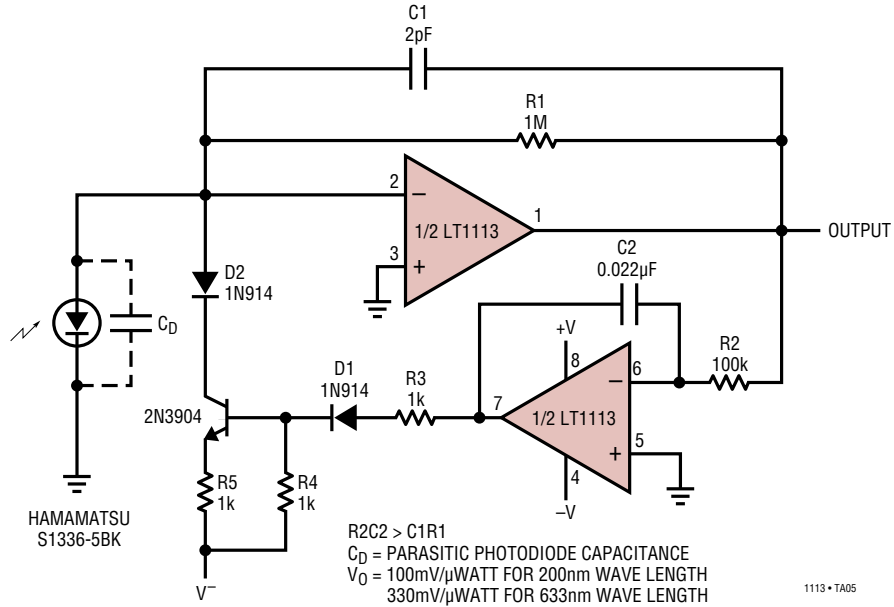 C1
2pF
R1
1M
2
–
1/2 LT1113
1
OUTPUT
3
+
C2
0.022µF
D2
1N914
CD
+V
8
R2
100k
D1
1N914
R3
1k
7
6
–
1/2 LT1113
2N3904
5
+
4
–V
R5
1k
R4
1k
HAMAMATSU
S1336-5BK
V–
R2C2 > C1R1
CD = PARASITIC PHOTODIODE CAPACITANCE
VO = 100mV/µWATT FOR 200nm WAVE LENGTH
330mV/µWATT FOR 633nm WAVE LENGTH
1113 • TA05